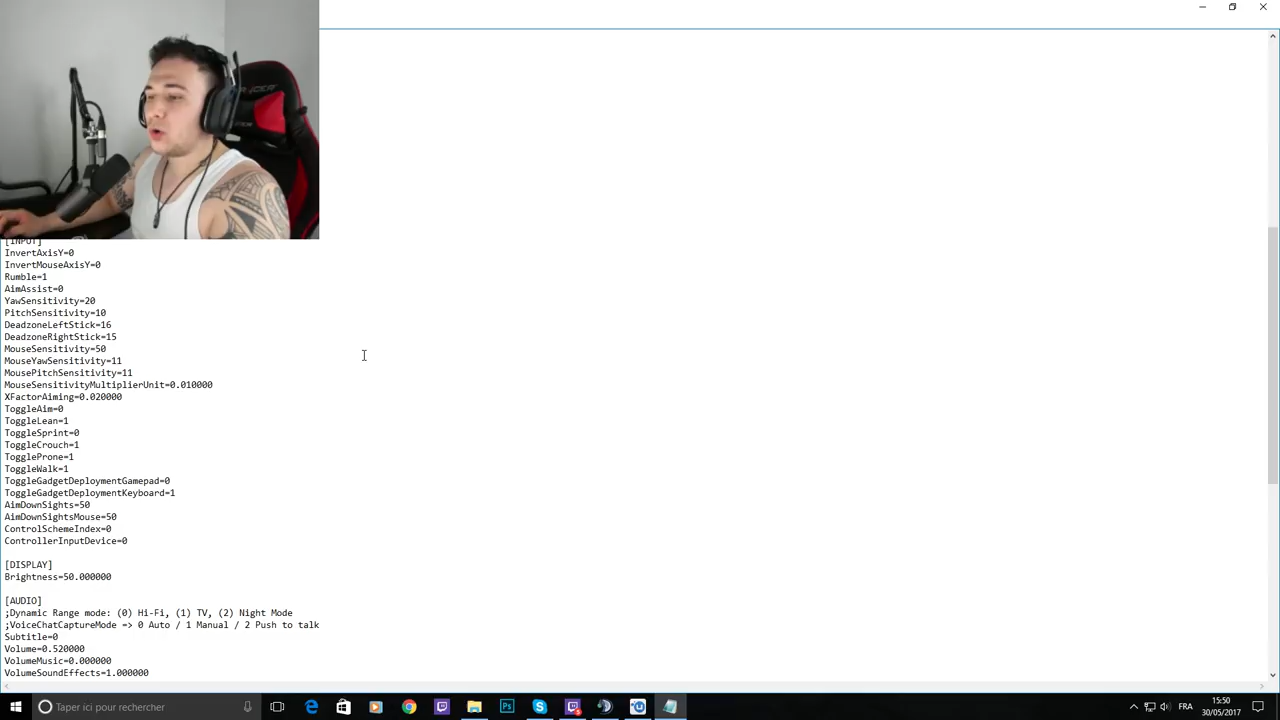 [INPUT]
InvertAxisY=0
InvertMouseAxisY=0
Rumble=1
AimAssist=0
YawSensitivity=20
PitchSensitivity=10
DeadzoneLeftStick=16
DeadzoneRightStick=15
MouseSensitivity=50
MouseYawSensitivity=11
MousePitchSensitivity=11
MouseSensitivityMultiplierUnit=0.010000
XFactorAiming=0.020000
ToggleAim=0
ToggleLean=1
ToggleSprint=0
ToggleCrouch=1
ToggleProne=1
ToggleWalk=1
ToggleGadgetDeploymentGamepad=0
ToggleGadgetDeploymentKeyboard=1
AimDownSights=50
AimDownSightsMouse=50
ControlSchemeIndex=0
ControllerInputDevice=0
[DISPLAY]
Brightness=50.000000
[AUDIO]
;Dynamic Range mode: (0) Hi-Fi, (1) TV, (2) Night Mode
;VoiceChatCaptureMode => 0 Auto / 1 Manual / 2 Push to talk
Subtitle=0
Volume=0.520000
VolumeMusic=0.000000
VolumeSoundEffects=1.000000
Taper ici pour rechercher
Ps
FRA
15:50
30/05/2017